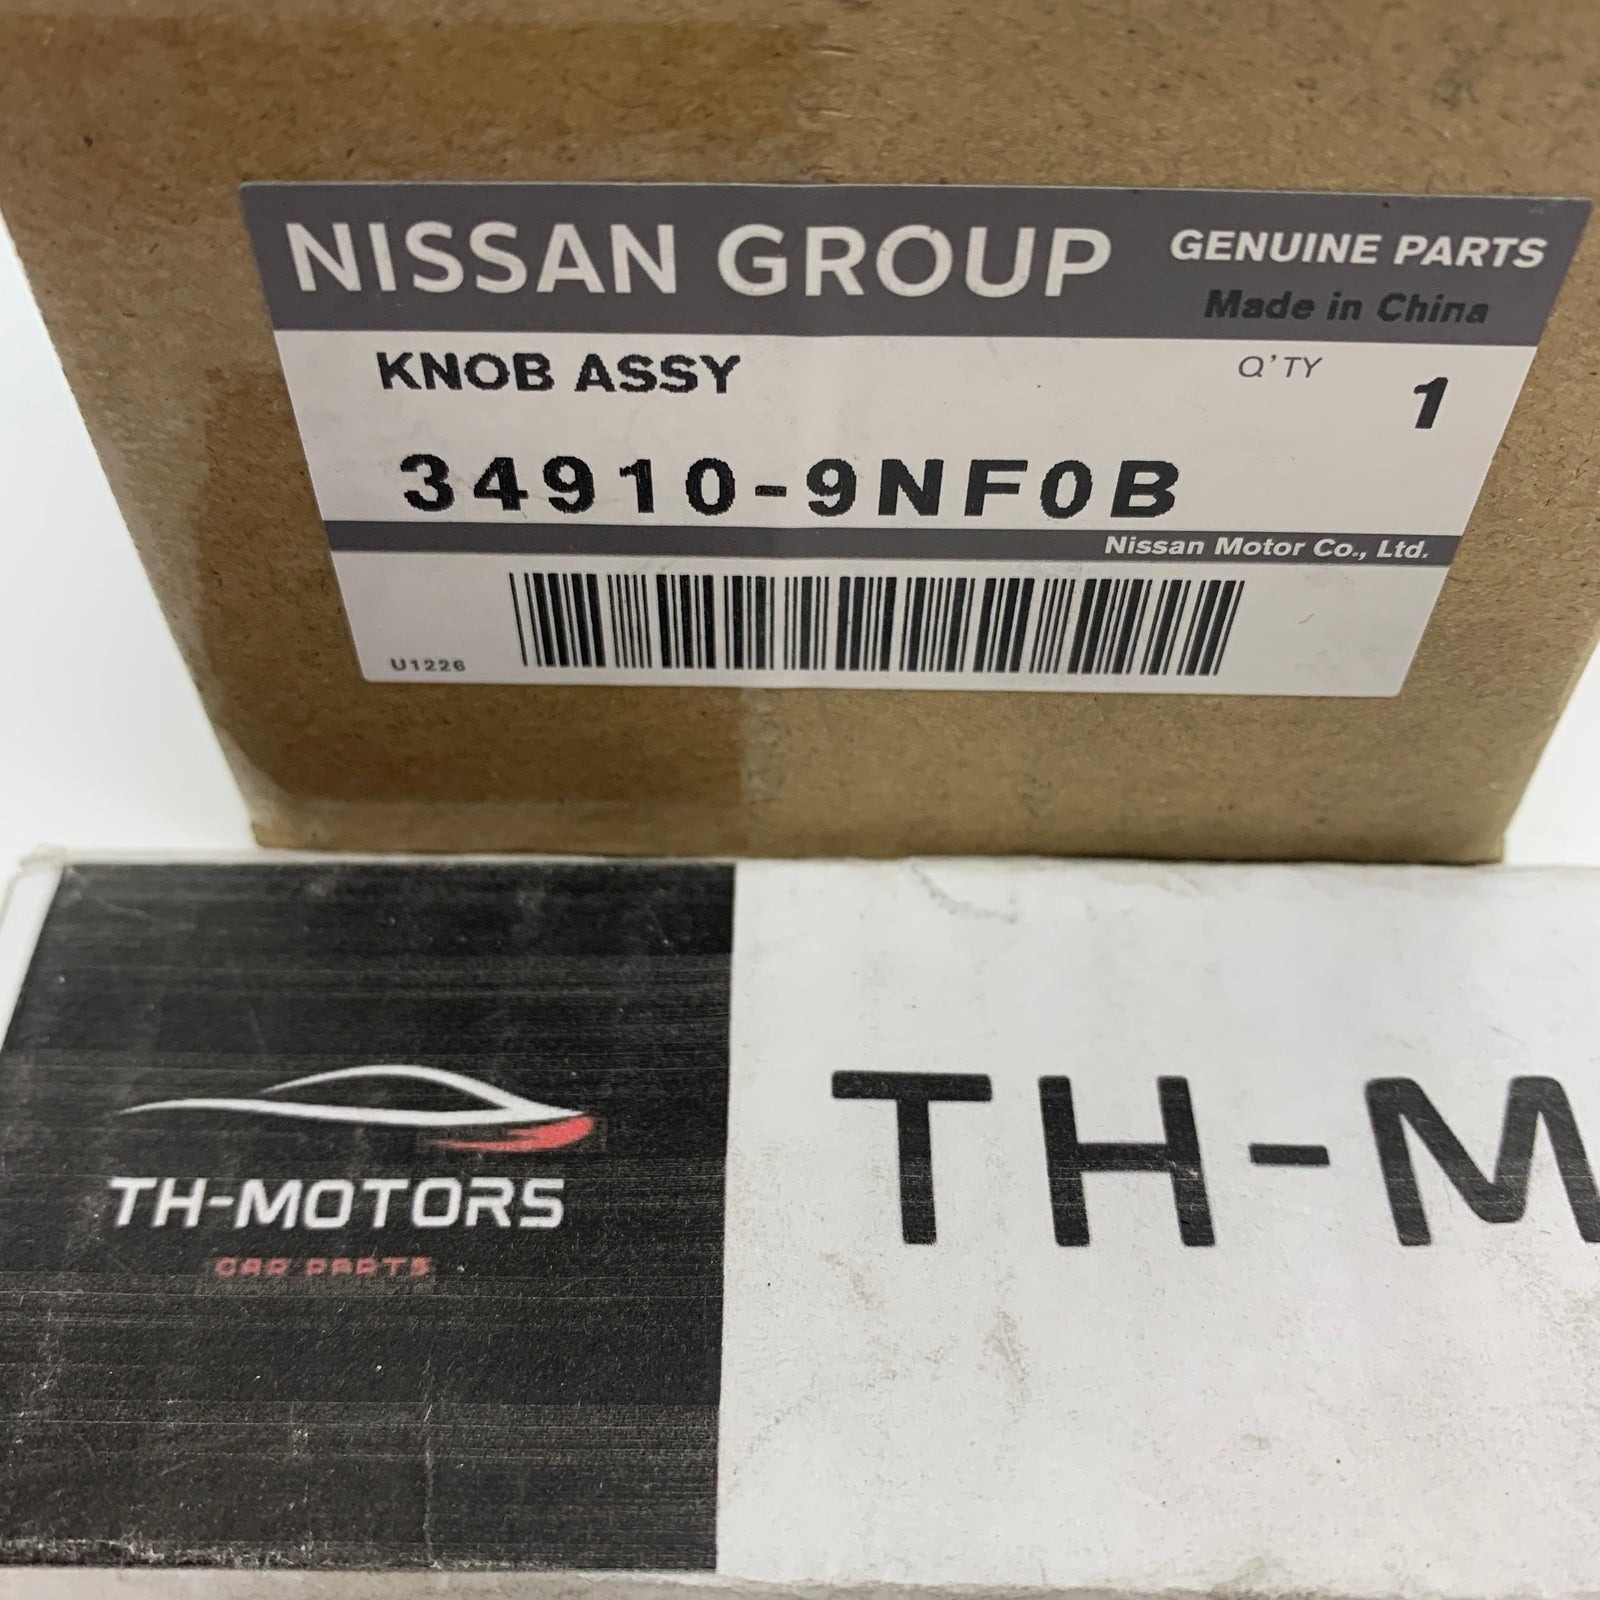 NISSAN GROUP
GENUINE PARTS
Made in China
KNOB ASSY
Q'TY
1
34910-9NF0B
Nissan Motor Co., Ltd.
U1226
TH-MOTORS
CAR PARTS
TH-M